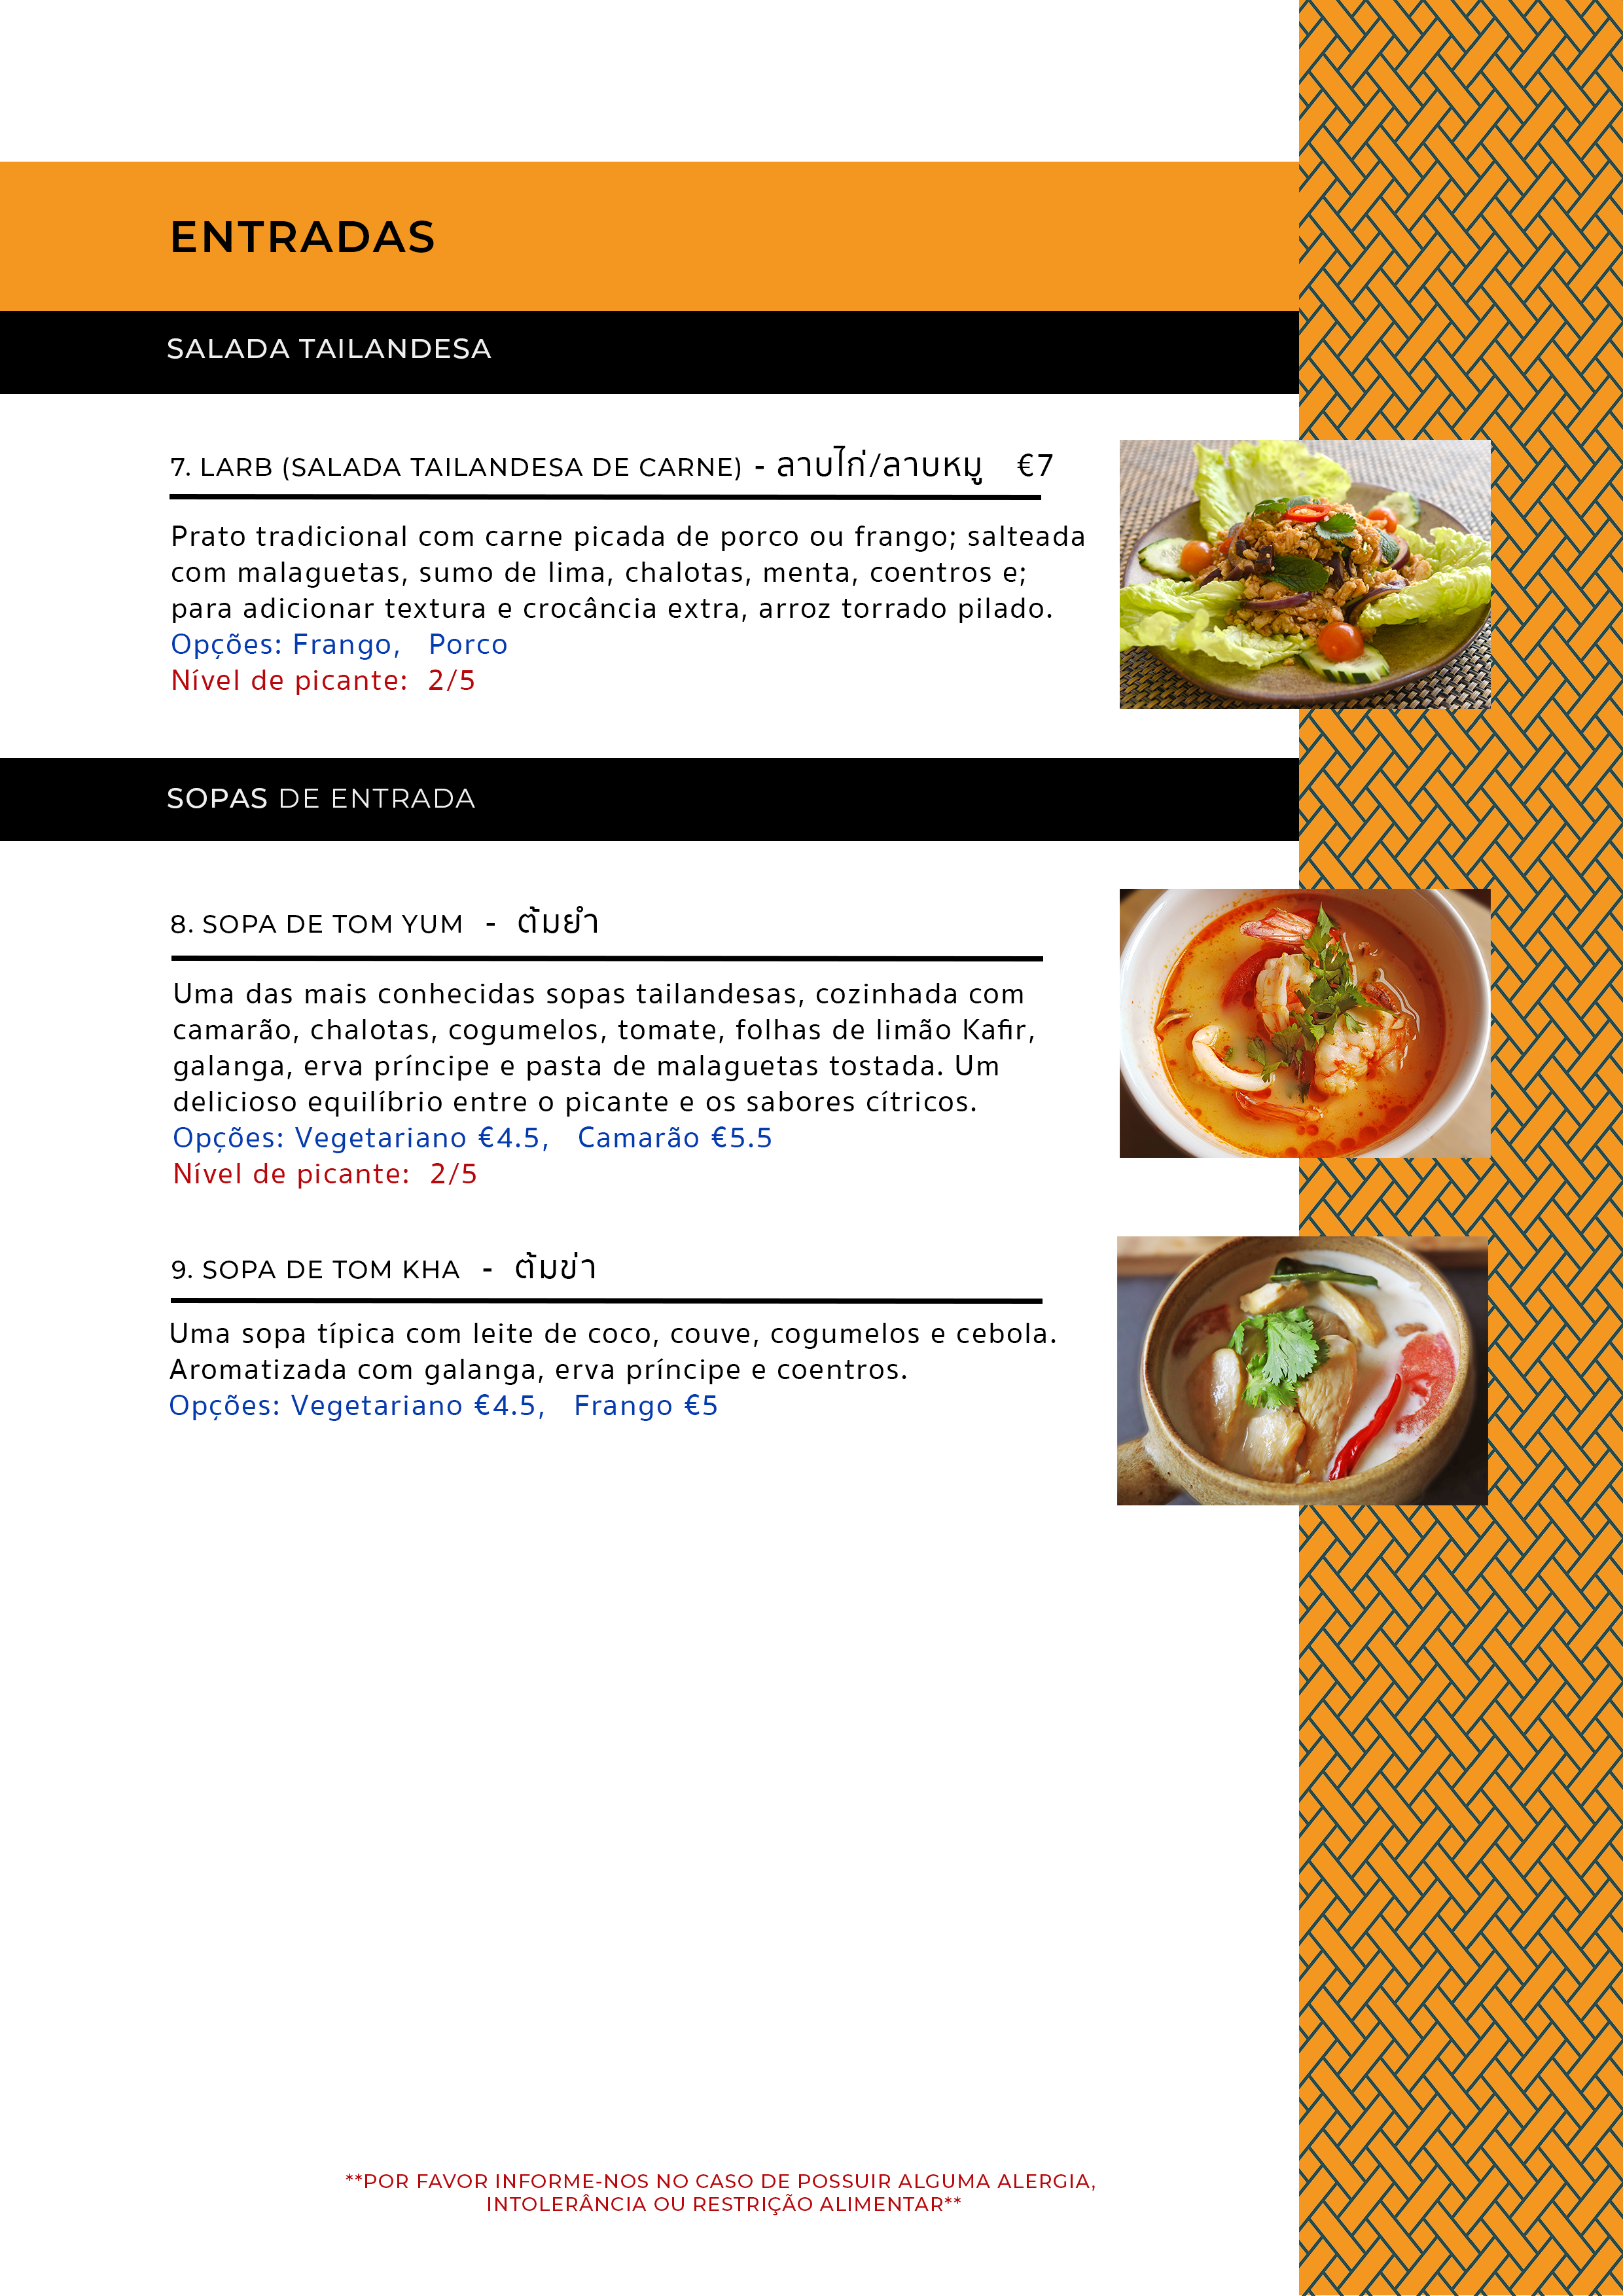 ENTRADAS
SALADA TAILANDESA
7. LARB (SALADA TAILANDESA DE CARNE) - ลาบไก่/ลาบหมู €7
Prato tradicional com carne picada de porco ou frango; salteada
com malaguetas, sumo de lima, chalotas, menta, coentros e;
para adicionar textura e crocância extra, arroz torrado pilado.
Opções: Frango, Porco
Nível de picante: 2/5
SOPAS DE ENTRADA
8. SOPA DE TOM YUM - ต้มยำ
Uma das mais conhecidas sopas tailandesas, cozinhada com
camarão, chalotas, cogumelos, tomate, folhas de limão Kafir,
galanga, erva príncipe e pasta de malaguetas tostada. Um
delicioso equilíbrio entre o picante e os sabores cítricos.
Opções: Vegetariano €4.5, Camarão €5.5
Nível de picante: 2/5
9. SOPA DE TOM KHA - ต้มข่า
Uma sopa típica com leite de coco, couve, cogumelos e cebola.
Aromatizada com galanga, erva príncipe e coentros.
Opções: Vegetariano €4.5, Frango €5
**POR FAVOR INFORME-NOS NO CASO DE POSSUIR ALGUMA ALERGIA,
INTOLERÂNCIA OU RESTRIÇÃO ALIMENTAR**